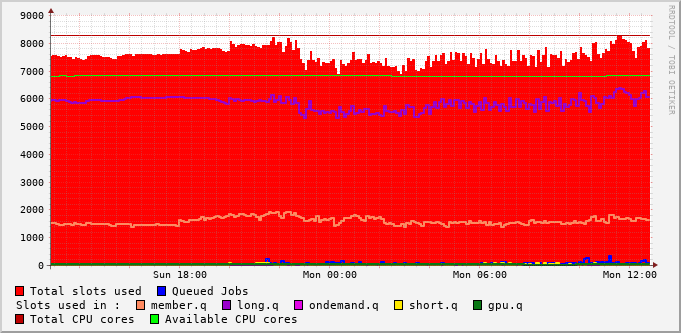 9000
8000
7000
6000
5000
4000
3000
2000
1000
0
Sun 18:00 Mon 00:00 Mon 06:00 Mon 12:00
RRDTOOL / TOBI OETIKER
Total slots used Queued Jobs
Slots used in : member.q long.q ondemand.q short.q gpu.q
Total CPU cores Available CPU cores